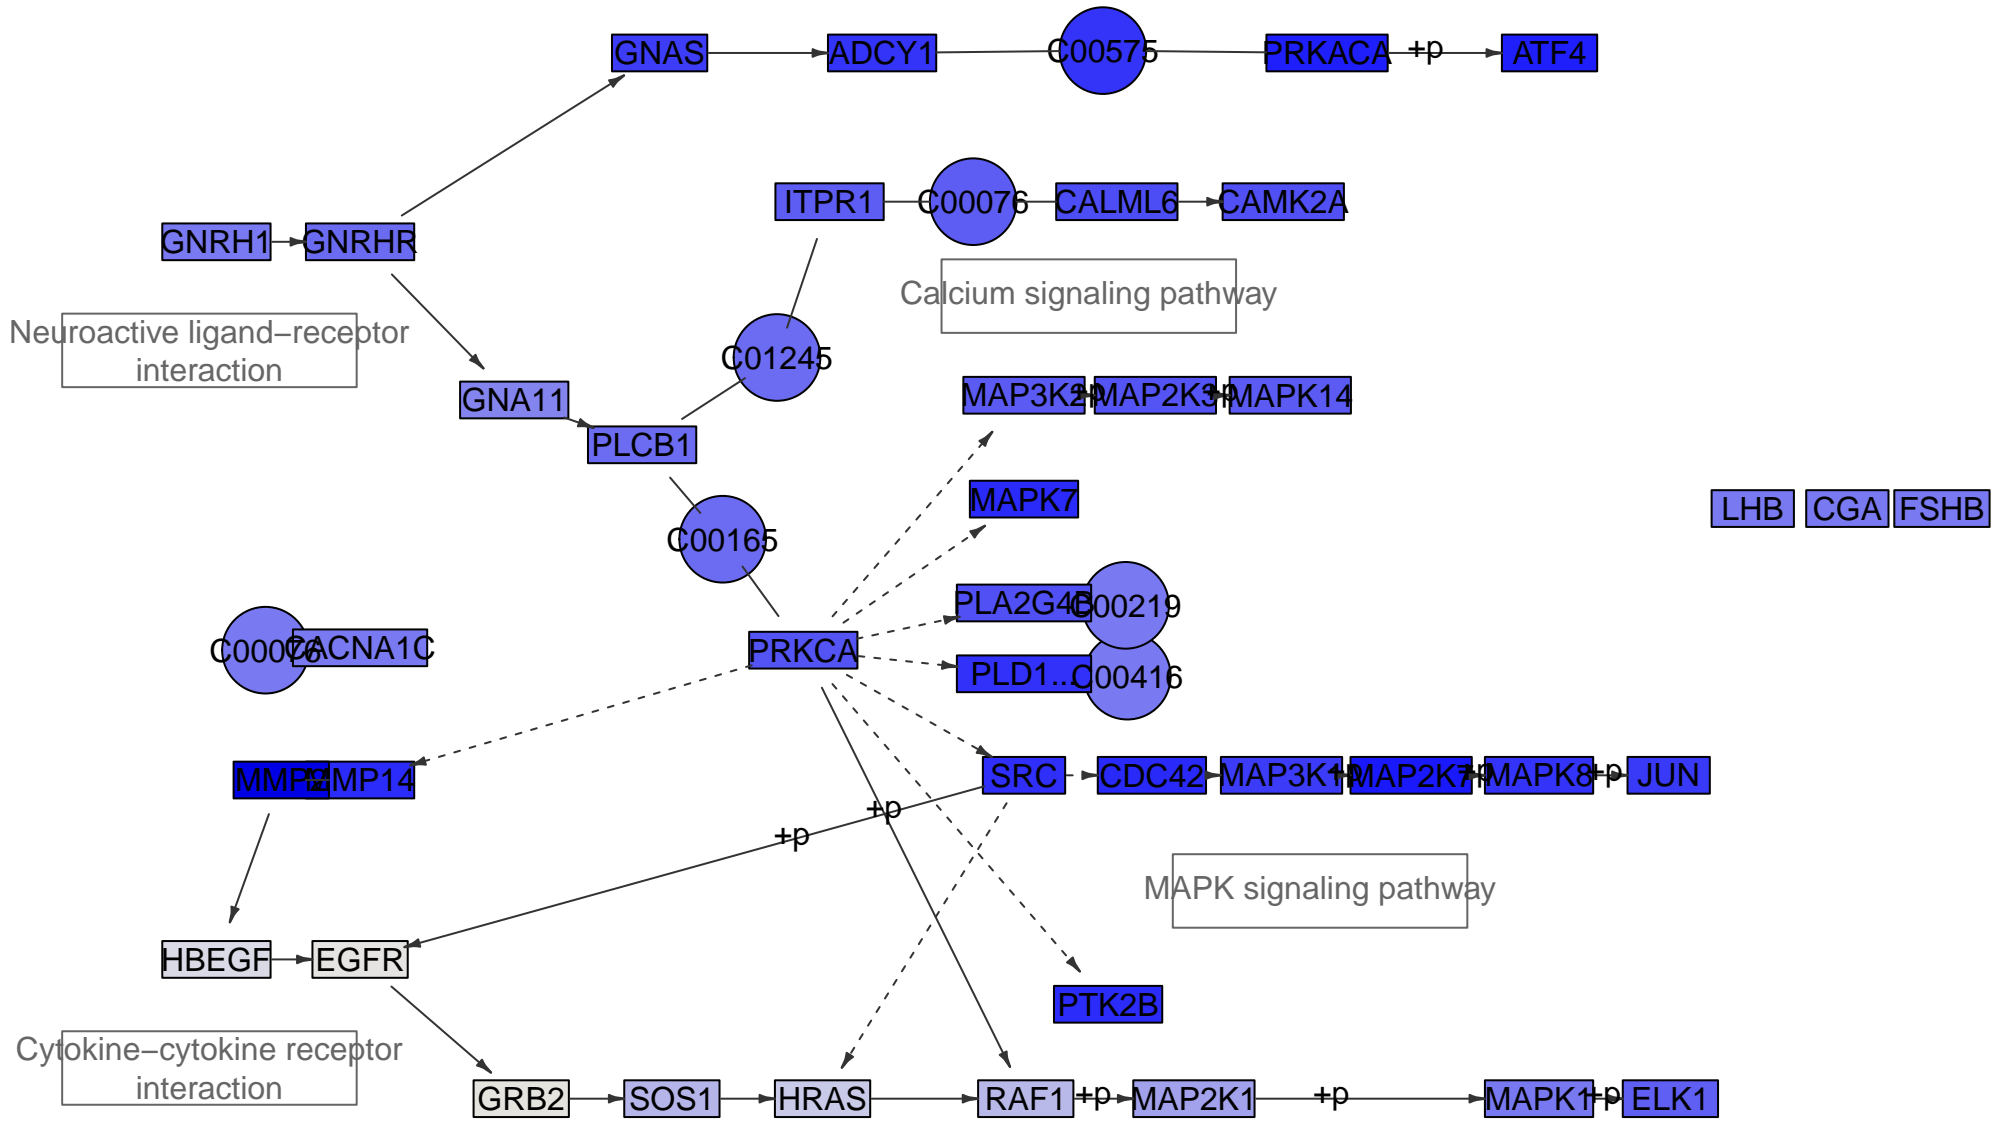 GNAS
ADCY1
C00575
PRKACA
+p
ATF4
ITPR1
C00076
CALML6
CAMK2A
GNRH1
GNRHR
Calcium signaling pathway
Neuroactive ligand−receptor
interaction
C01245
GNA11
PLCB1
MAP3K2
+p
MAP2K3
+p
MAPK14
MAPK7
LHB
CGA
FSHB
C00165
PLA2G4B
C00219
C00076
CACNA1C
PRKCA
PLD1...
C00416
MMP2
MMP14
SRC
CDC42
MAP3K1
+p
MAP2K7
+p
MAPK8
+p
JUN
+p
+p
MAPK signaling pathway
HBEGF
EGFR
PTK2B
Cytokine−cytokine receptor
interaction
GRB2
SOS1
HRAS
RAF1
+p
MAP2K1
+p
MAPK1
+p
ELK1